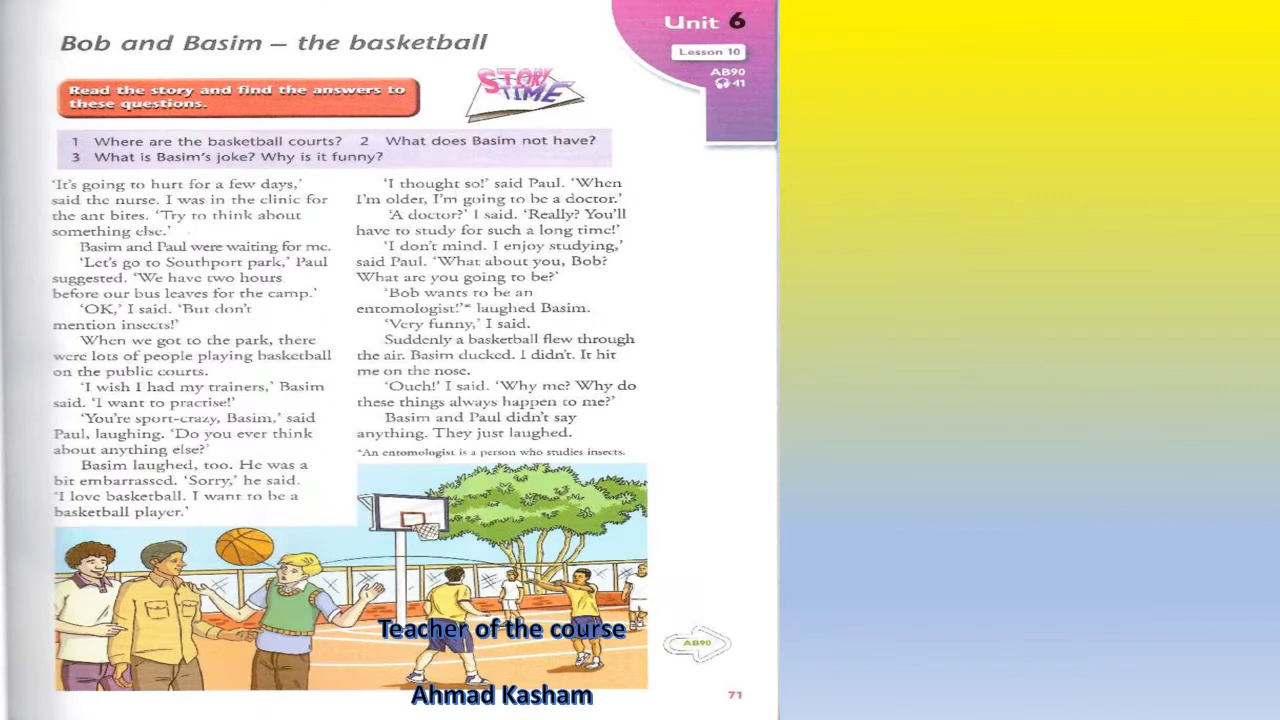 Bob and Basim – the basketball
Unit 6
Lesson 10
AB90
41
Read the story and find the answers to
these questions.
STORY
TIME
1 Where are the basketball courts? 2 What does Basim not have?
3 What is Basim's joke? Why is it funny?
'It's going to hurt for a few days,'
said the nurse. I was in the clinic for
the ant bites. 'Try to think about
something else.'
Basim and Paul were waiting for me.
'Let's go to Southport park,' Paul
suggested. 'We have two hours
before our bus leaves for the camp.'
'OK,' I said. 'But don't
mention insects!'
When we got to the park, there
were lots of people playing basketball
on the public courts.
'I wish I had my trainers,' Basim
said. 'I want to practise!'
'You're sport-crazy, Basim,' said
Paul, laughing. 'Do you ever think
about anything else?'
Basim laughed, too. He was a
bit embarrassed. 'Sorry,' he said.
'I love basketball. I want to be a
basketball player.'
'I thought so!' said Paul. 'When
I'm older, I'm going to be a doctor.'
'A doctor?' I said. 'Really? You'll
have to study for such a long time!'
'I don't mind. I enjoy studying,'
said Paul. 'What about you, Bob?
What are you going to be?'
'Bob wants to be an
entomologist!'* laughed Basim.
'Very funny,' I said.
Suddenly a basketball flew through
the air. Basim ducked. I didn't. It hit
me on the nose.
'Ouch!' I said. 'Why me? Why do
these things always happen to me?'
Basim and Paul didn't say
anything. They just laughed.
*An entomologist is a person who studies insects.
Teacher of the course
Ahmad Kasham
AB90
71